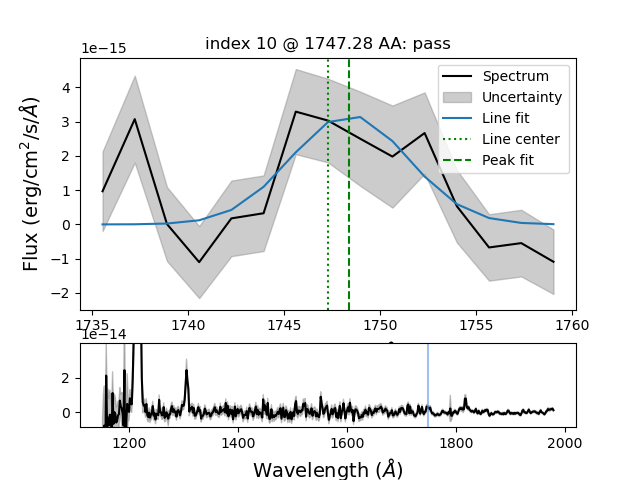 index 10 @ 1747.28 AA: pass
1e−15
Flux (erg/cm²/s/Å)
4
3
2
1
0
−1
−2
Spectrum
Uncertainty
Line fit
Line center
Peak fit
1735 1740 1745 1750 1755 1760
1e−14
2
0
1200 1400 1600 1800 2000
Wavelength (Å)